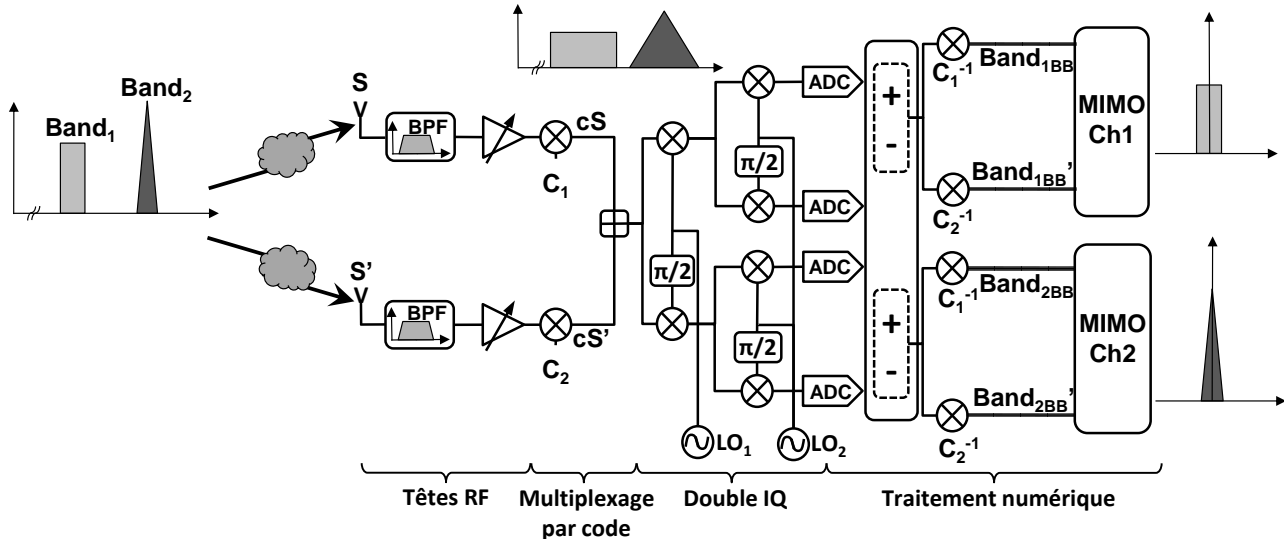 Band₁
Band₂
S
BPF
cS
C₁
S'
BPF
cS'
C₂
π/2
π/2
π/2
LO₁
LO₂
ADC
ADC
ADC
ADC
+
-
+
-
C₁⁻¹
Band₁BB
C₂⁻¹
Band₁BB'
MIMO
Ch1
C₁⁻¹
Band₂BB
C₂⁻¹
Band₂BB'
MIMO
Ch2
Têtes RF
Multiplexage
par code
Double IQ
Traitement numérique